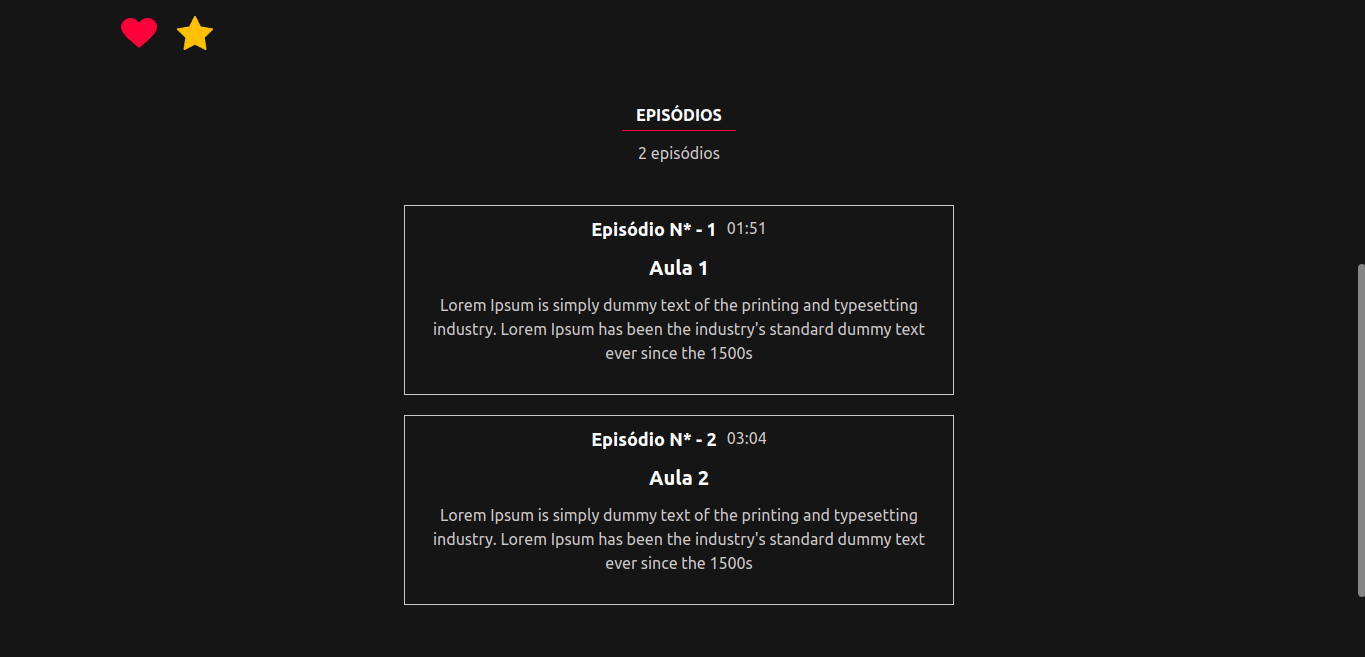 EPISÓDIOS
2 episódios
Episódio N* - 1 01:51
Aula 1
Lorem Ipsum is simply dummy text of the printing and typesetting
industry. Lorem Ipsum has been the industry's standard dummy text
ever since the 1500s
Episódio N* - 2 03:04
Aula 2
Lorem Ipsum is simply dummy text of the printing and typesetting
industry. Lorem Ipsum has been the industry's standard dummy text
ever since the 1500s